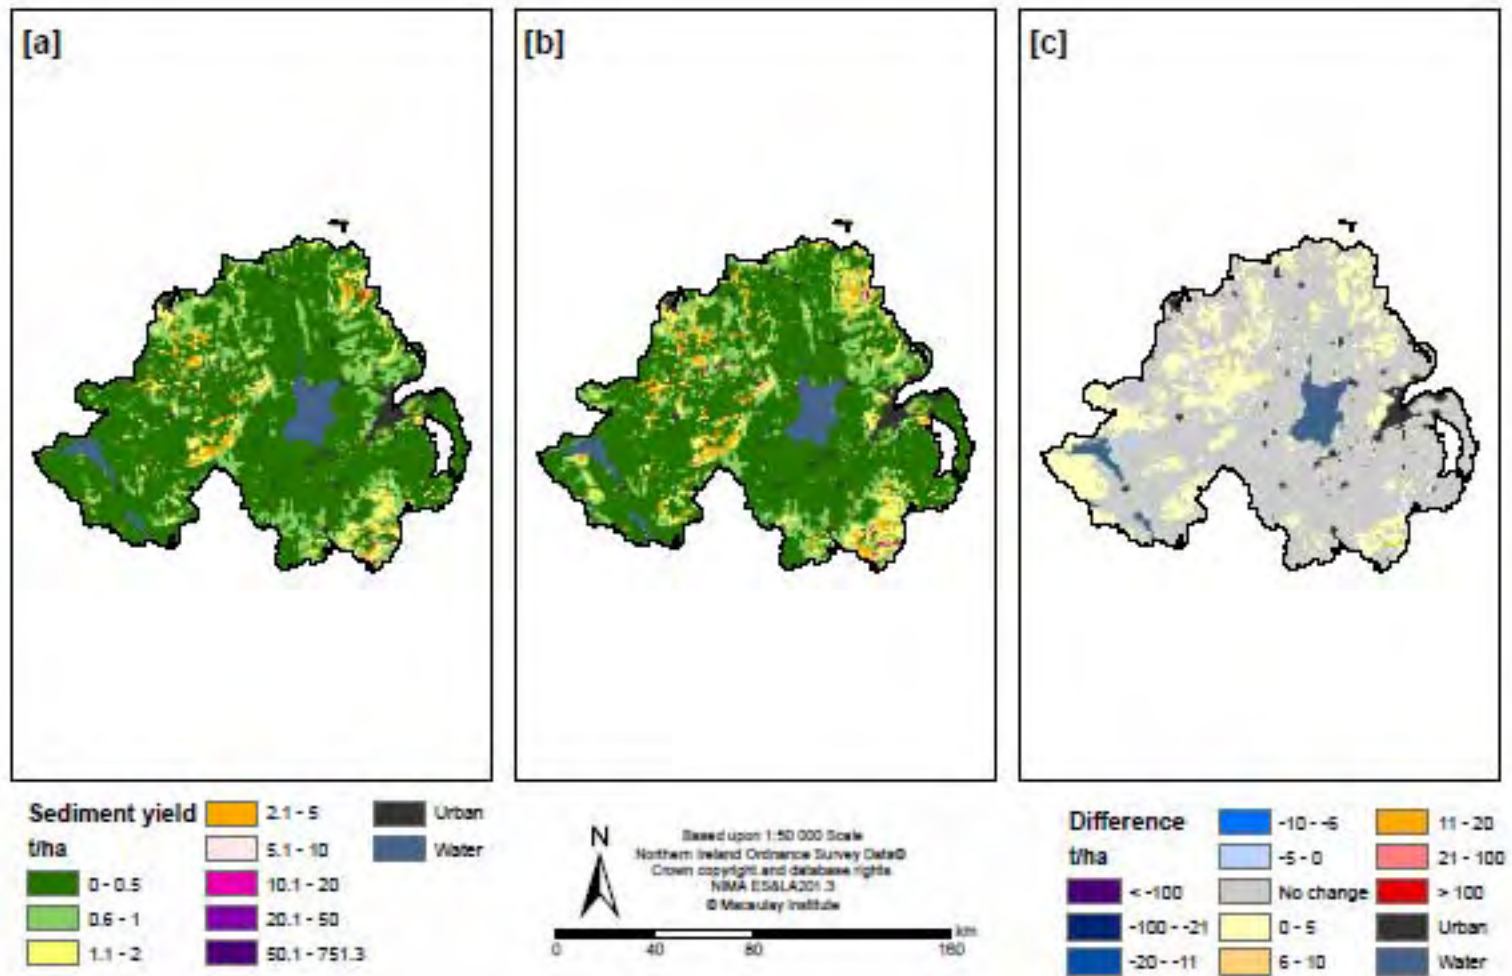 [a]
[b]
[c]
Sediment yield
t/ha
0 - 0.5
0.6 - 1
1.1 - 2
2.1 - 5
5.1 - 10
10.1 - 20
20.1 - 50
50.1 - 751.3
Urban
Water
N
Based upon 1:50 000 Scale
Northern Ireland Ordnance Survey Data©
Crown copyright and database rights
NIMA ES&LA201.3
© Macaulay Institute
km
0 40 80 160
Difference
t/ha
< -100
-100 - -21
-20 - -11
-10 - -6
-5 - 0
No change
0 - 5
6 - 10
11 - 20
21 - 100
> 100
Urban
Water